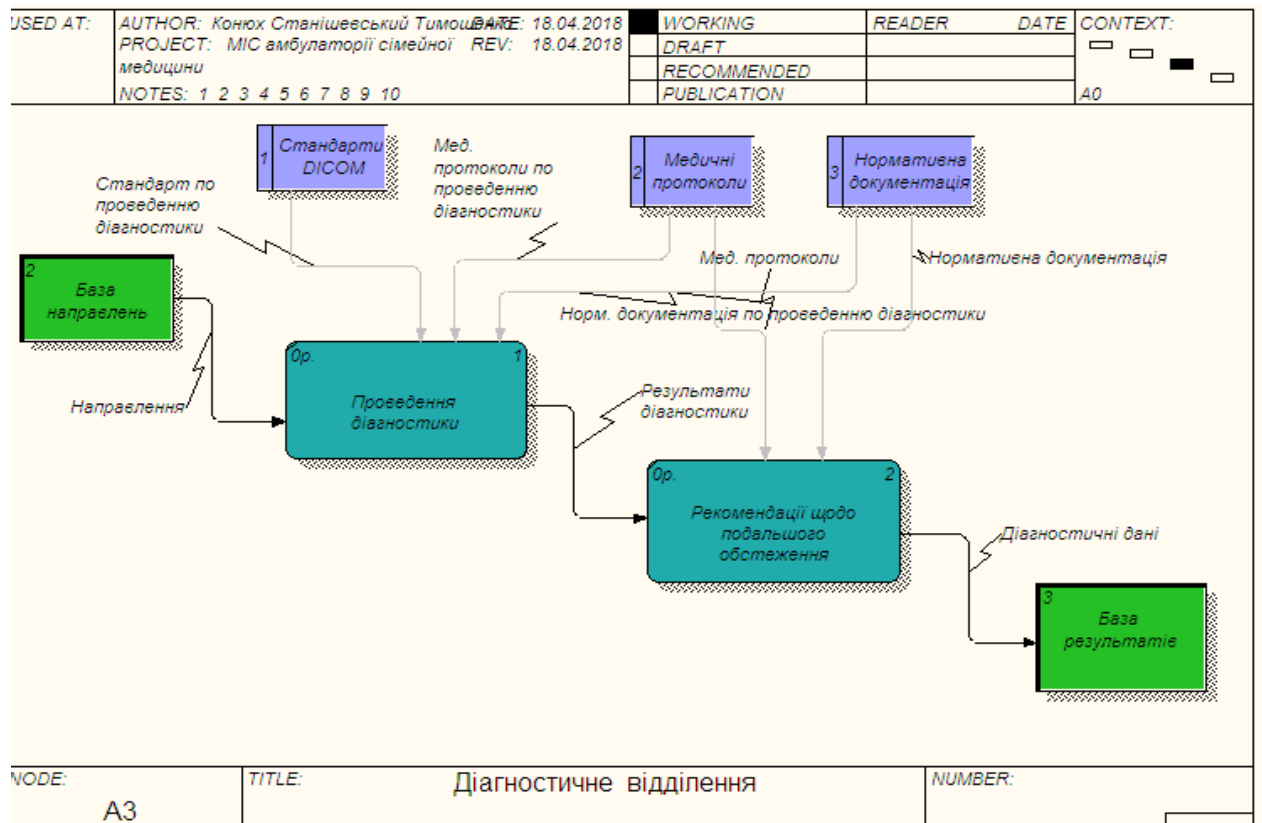 USED AT:
AUTHOR: Конюх Станішевський Тимошенко
DATE: 18.04.2018
PROJECT: МІС амбулаторії сімейної
REV: 18.04.2018
медицини
NOTES: 1 2 3 4 5 6 7 8 9 10
WORKING
DRAFT
RECOMMENDED
PUBLICATION
READER DATE
CONTEXT:
A0
1
Стандарти
DICOM
Мед.
протоколи по
проведенню
діагностики
2
Медичні
протоколи
3
Нормативна
документація
Стандарт по
проведенню
діагностики
Мед. протоколи
Нормативна документація
2
База
направлень
Норм. документація по проведенню діагностики
0р. 1
Проведення
діагностики
Направлення
Результати
діагностики
0р. 2
Рекомендації щодо
подальшого
обстеження
Діагностичні дані
3
База
результатів
NODE:
A3
TITLE:
Діагностичне відділення
NUMBER: